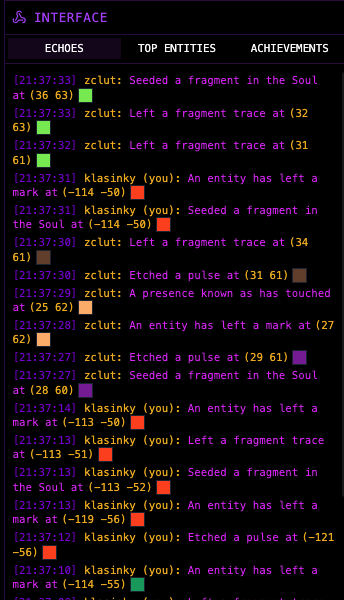 INTERFACE
ECHOES TOP ENTITIES ACHIEVEMENTS
[21:37:33] zclut: Seeded a fragment in the Soul
at (36 63)
[21:37:33] zclut: Left a fragment trace at (32
63)
[21:37:32] zclut: Left a fragment trace at (31
61)
[21:37:31] klasinky (you): An entity has left a
mark at (−114 −50)
[21:37:31] klasinky (you): Seeded a fragment in
the Soul at (−114 −50)
[21:37:30] zclut: Left a fragment trace at (34
61)
[21:37:30] zclut: Etched a pulse at (31 61)
[21:37:29] zclut: A presence known as has touched
at (25 62)
[21:37:28] zclut: An entity has left a mark at (27
62)
[21:37:27] zclut: Etched a pulse at (29 61)
[21:37:27] zclut: Seeded a fragment in the Soul
at (28 60)
[21:37:14] klasinky (you): An entity has left a
mark at (−113 −50)
[21:37:13] klasinky (you): Left a fragment trace
at (−113 −51)
[21:37:13] klasinky (you): Seeded a fragment in
the Soul at (−113 −52)
[21:37:13] klasinky (you): An entity has left a
mark at (−119 −56)
[21:37:12] klasinky (you): Etched a pulse at (−121
−56)
[21:37:10] klasinky (you): An entity has left a
mark at (−114 −55)